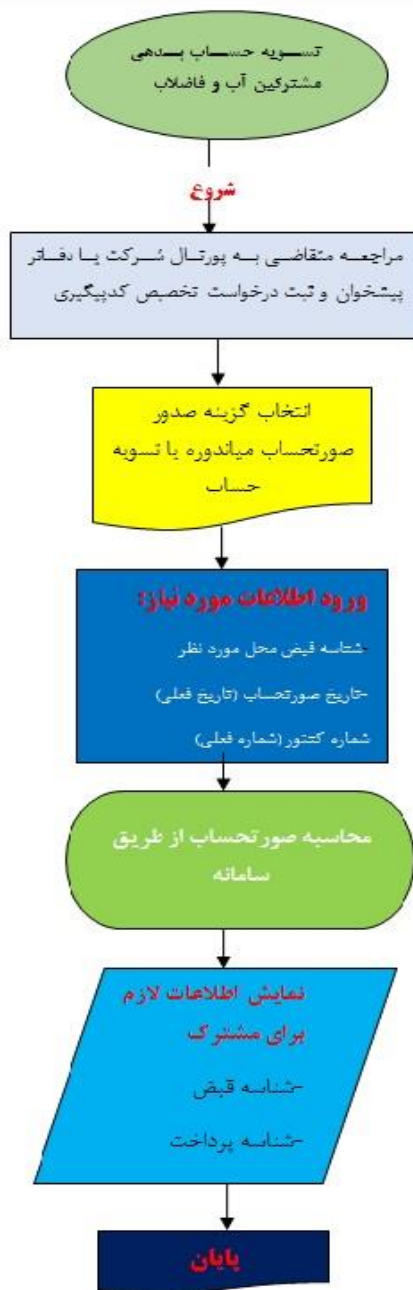 تسویه حساب بدهی
مشترکین آب و فاضلاب
شروع
مراجعه متقاضی به پورتال شرکت یا دفاتر
پیشخوان و ثبت درخواست تخصیص کدپیگیری
انتخاب گزینه صدور
صورتحساب میاندوره یا تسویه
حساب
ورود اطلاعات مورد نیاز:
-شناسه قبض محل مورد نظر
-تاریخ صورتحساب (تاریخ فعلی)
شماره کنتور (شماره فعلی)
محاسبه صورتحساب از طریق
سامانه
نمایش اطلاعات لازم
برای مشترک
-شناسه قبض
-شناسه پرداخت
پایان